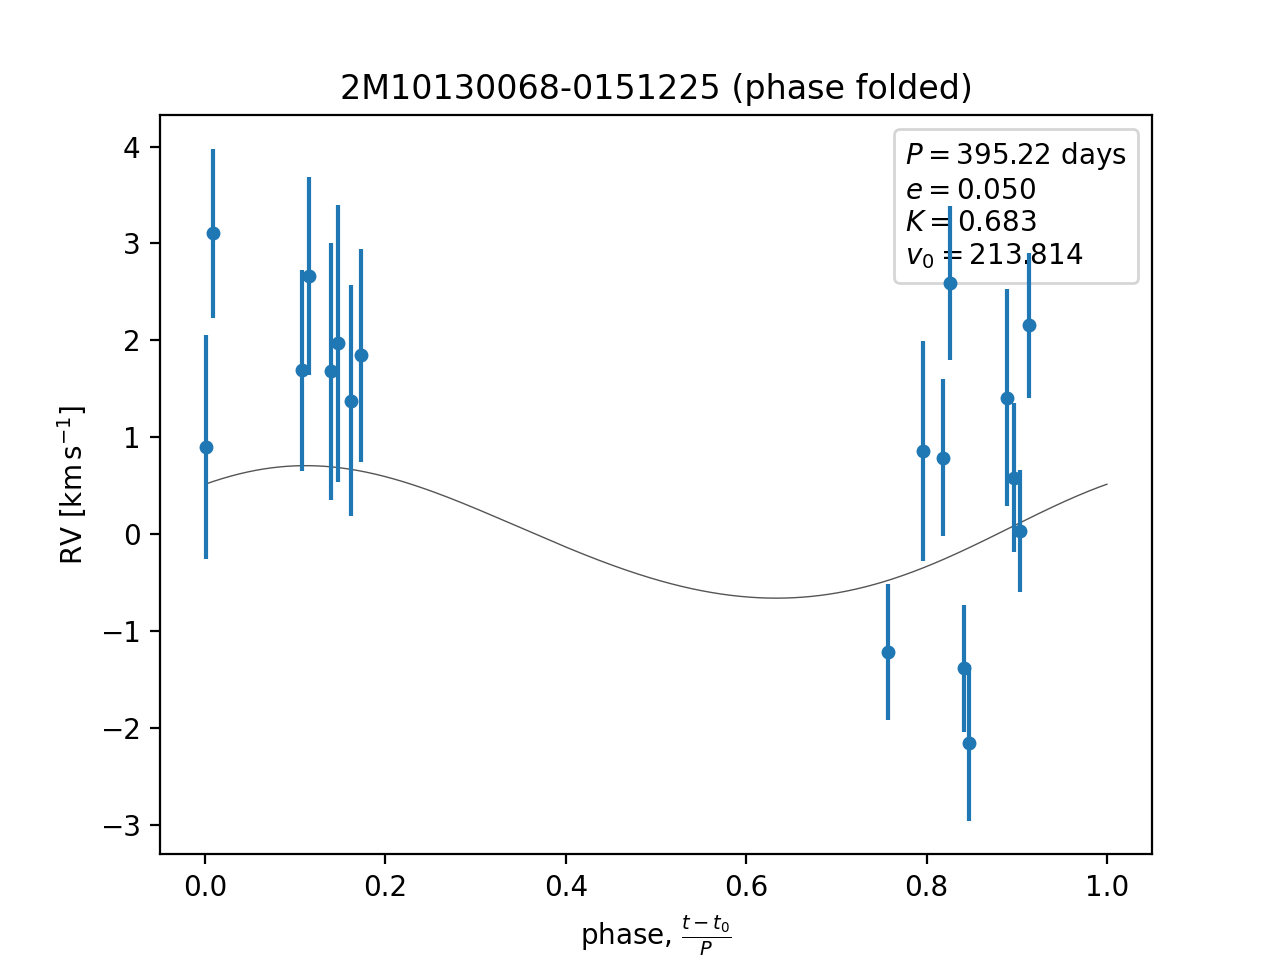 2M10130068-0151225 (phase folded)
P = 395.22 days
e = 0.050
K = 0.683
v₀ = 213.814
4
3
2
1
0
−1
−2
−3
RV [km s⁻¹]
0.0 0.2 0.4 0.6 0.8 1.0
phase, (t − t₀)/P